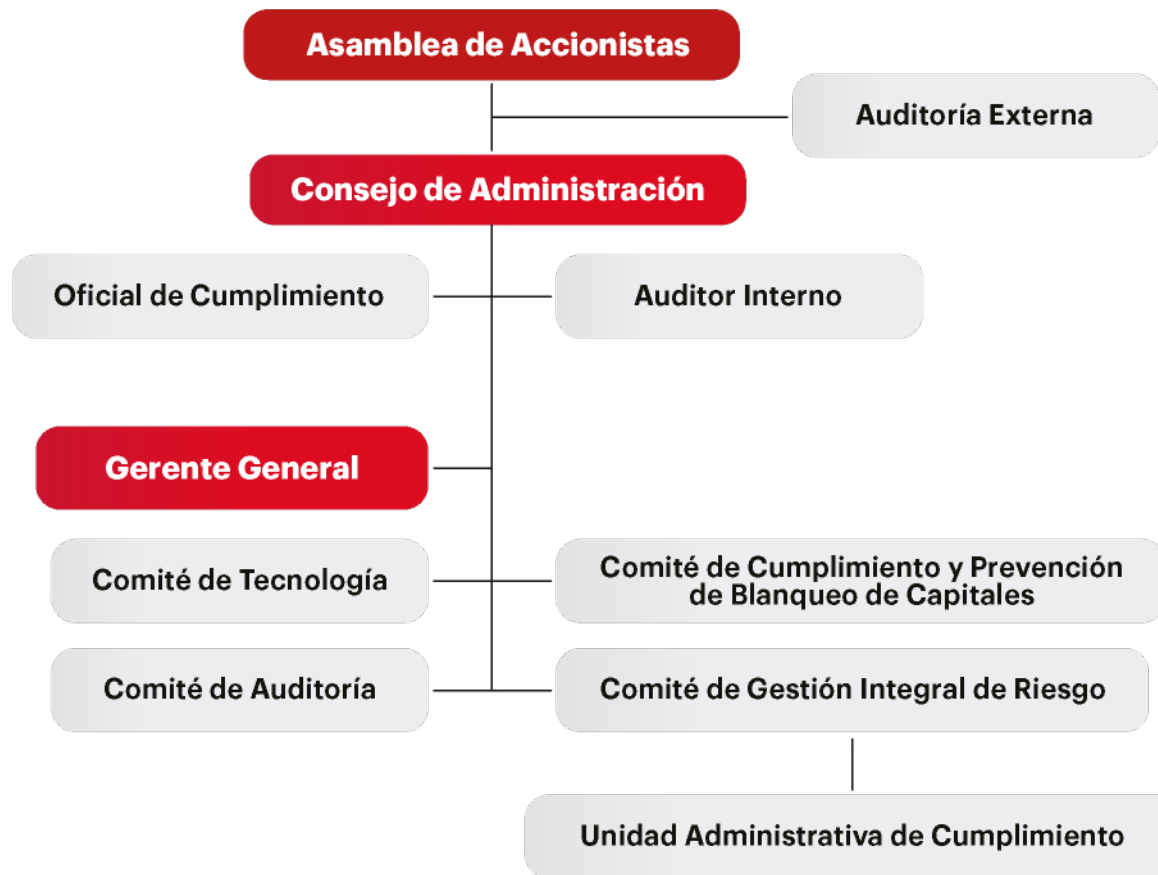 Asamblea de Accionistas
Auditoría Externa
Consejo de Administración
Oficial de Cumplimiento
Auditor Interno
Gerente General
Comité de Tecnología
Comité de Cumplimiento y Prevención
de Blanqueo de Capitales
Comité de Auditoría
Comité de Gestión Integral de Riesgo
Unidad Administrativa de Cumplimiento